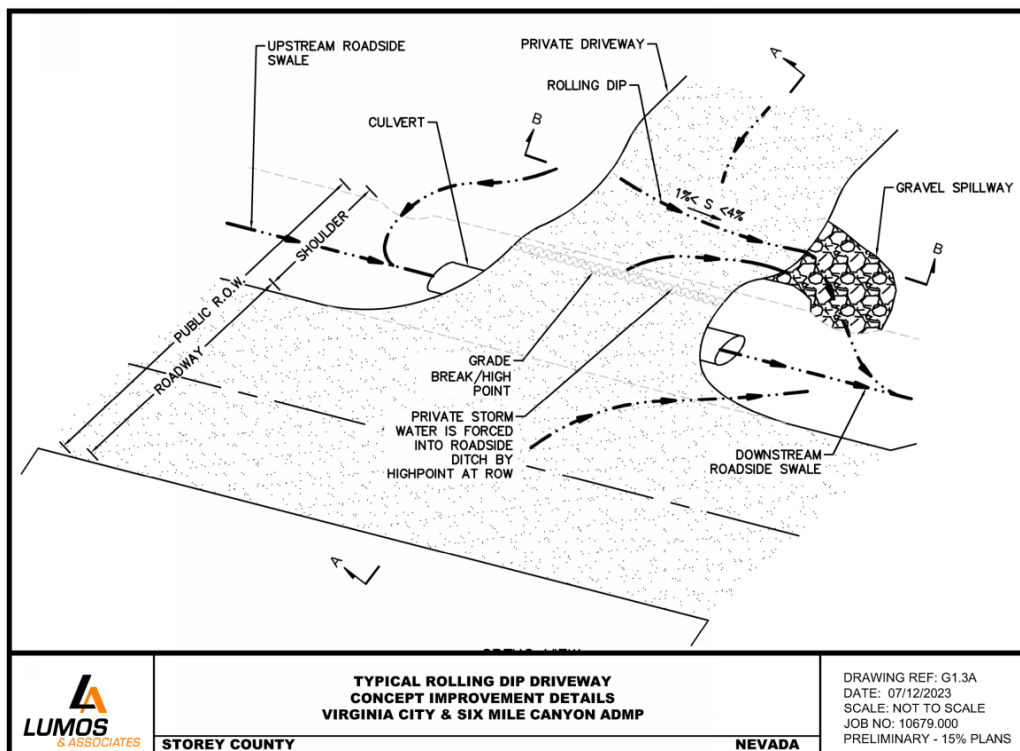 UPSTREAM ROADSIDE
SWALE
PRIVATE DRIVEWAY
ROLLING DIP
CULVERT
A
B
GRAVEL SPILLWAY
1%< S <4%
SHOULDER
PUBLIC R.O.W.
ROADWAY
B
GRADE
BREAK/HIGH
POINT
PRIVATE STORM
WATER IS FORCED
INTO ROADSIDE
DITCH BY
HIGHPOINT AT ROW
DOWNSTREAM
ROADSIDE SWALE
A
LUMOS
& ASSOCIATES
TYPICAL ROLLING DIP DRIVEWAY
CONCEPT IMPROVEMENT DETAILS
VIRGINIA CITY & SIX MILE CANYON ADMP
STOREY COUNTY
NEVADA
DRAWING REF: G1.3A
DATE: 07/12/2023
SCALE: NOT TO SCALE
JOB NO: 10679.000
PRELIMINARY - 15% PLANS